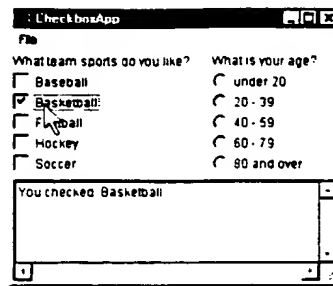 CheckboxApp
File
What team sports do you like?
Baseball
Basketball
Football
Hockey
Soccer
What is your age?
under 20
20 - 39
40 - 59
60 - 79
80 and over
You checked Basketball